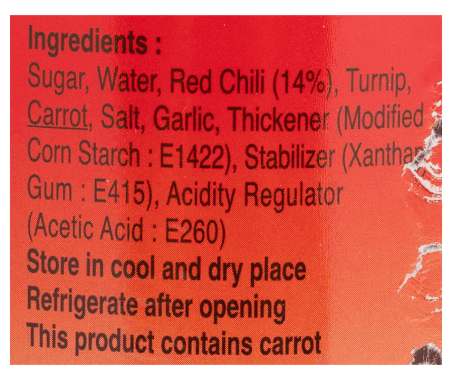 Ingredients :
Sugar, Water, Red Chili (14%), Turnip,
Carrot, Salt, Garlic, Thickener (Modified
Corn Starch : E1422), Stabilizer (Xanthan
Gum : E415), Acidity Regulator
(Acetic Acid : E260)
Store in cool and dry place
Refrigerate after opening
This product contains carrot